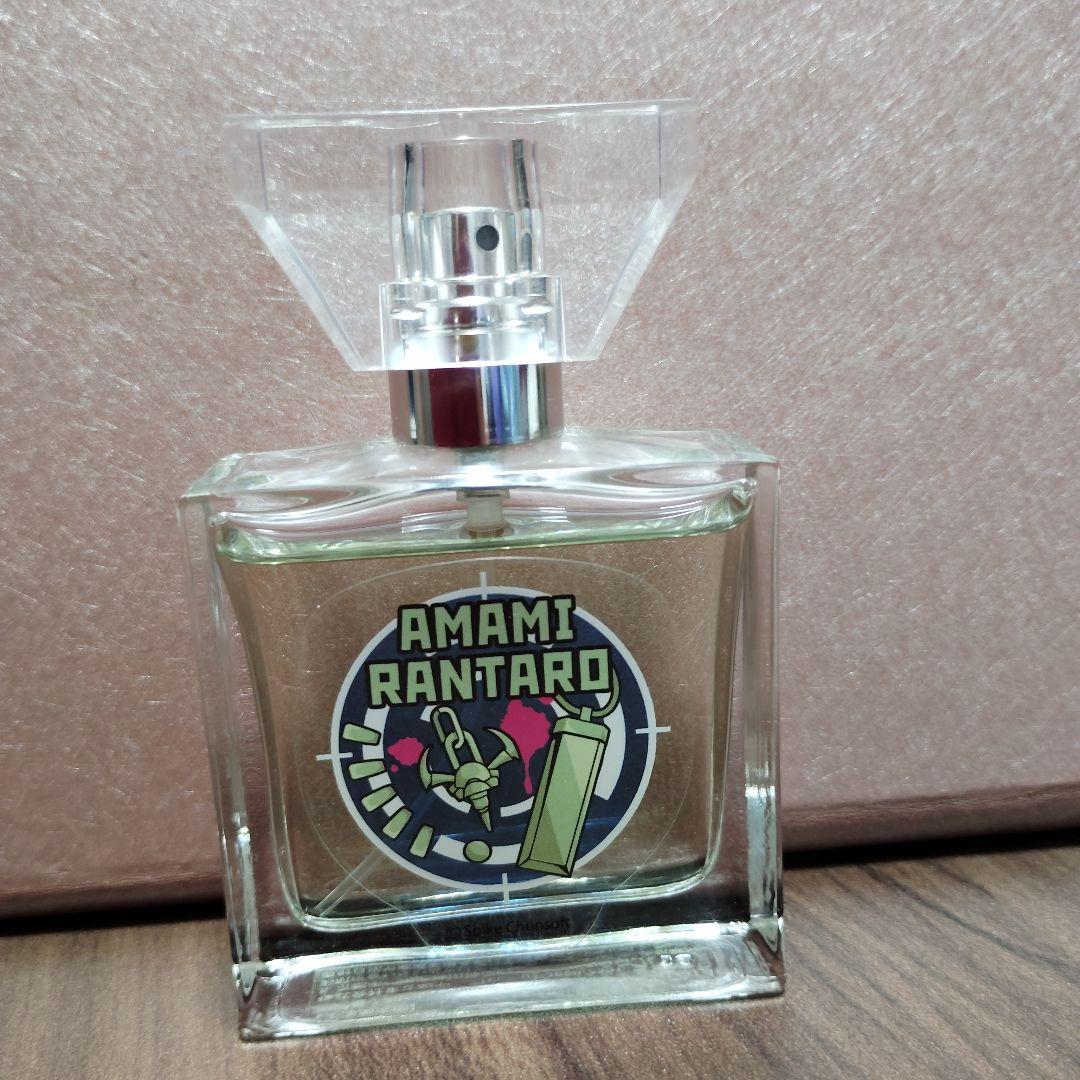 AMAMI
RANTARO
(c) Spike Chunsoft